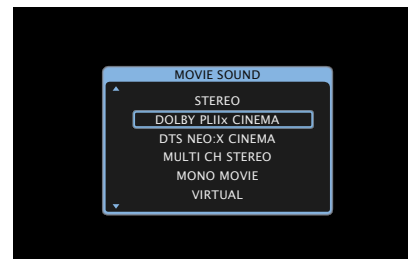 MOVIE SOUND
STEREO
DOLBY PLIIx CINEMA
DTS NEO:X CINEMA
MULTI CH STEREO
MONO MOVIE
VIRTUAL